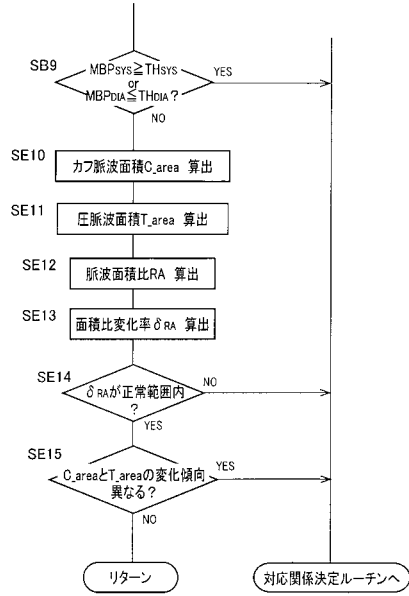 SB9
MBPSYS≧THSYS
or
MBPDIA≦THDIA?
YES
NO
SE10
カフ脈波面積C_area 算出
SE11
圧脈波面積T_area 算出
SE12
脈波面積比RA 算出
SE13
面積比変化率δRA 算出
SE14
δRAが正常範囲内
?
NO
YES
SE15
C_areaとT_areaの変化傾向
異なる?
YES
NO
リターン
対応関係決定ルーチンへ